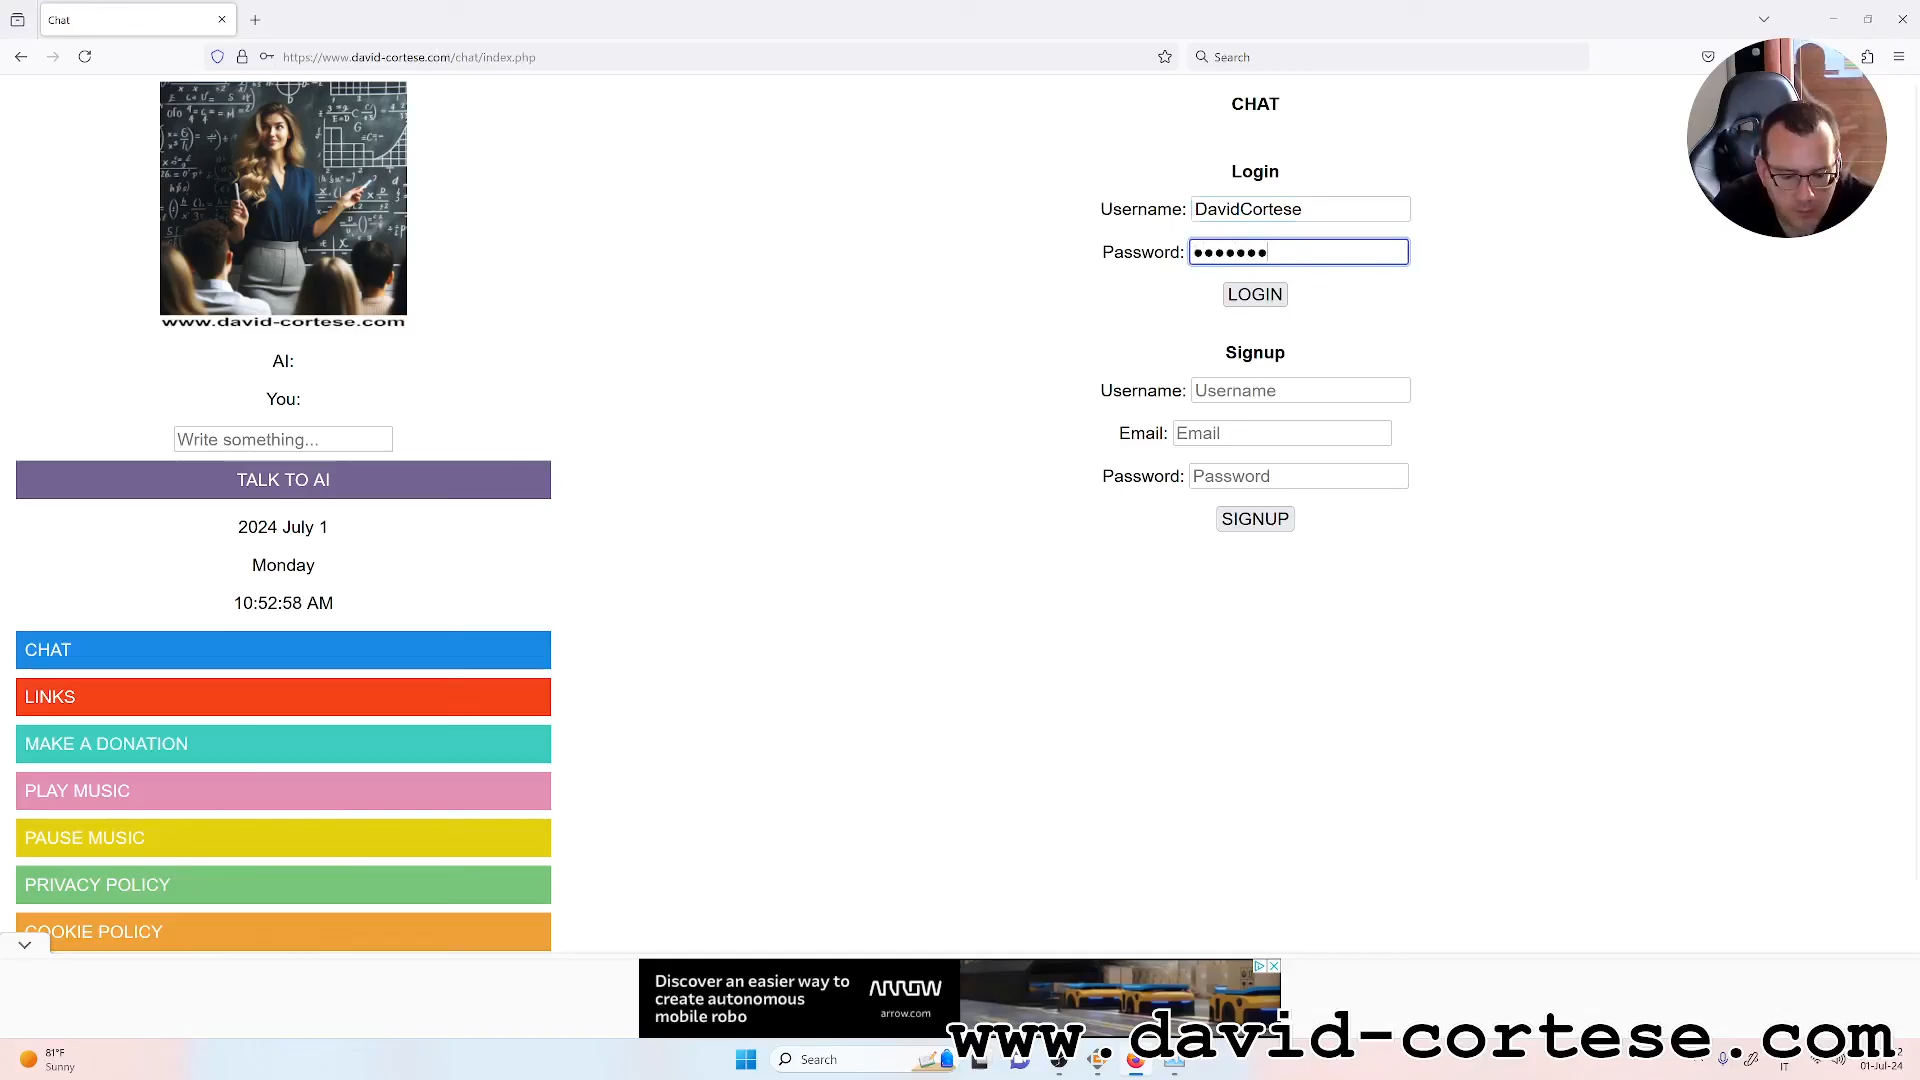 Chat
https://www.david-cortese.com/chat/index.php
Search
www.david-cortese.com
AI:
You:
Write something...
TALK TO AI
2024 July 1
Monday
10:52:58 AM
CHAT
LINKS
MAKE A DONATION
PLAY MUSIC
PAUSE MUSIC
PRIVACY POLICY
COOKIE POLICY
CHAT
Login
Username: DavidCortese
Password: •••••••
LOGIN
Signup
Username: Username
Email: Email
Password: Password
SIGNUP
Discover an easier way to
create autonomous
mobile robo
ARROW
arrow.com
www.david-cortese.com
81°F
Sunny
Search
IT
01-Jul-24